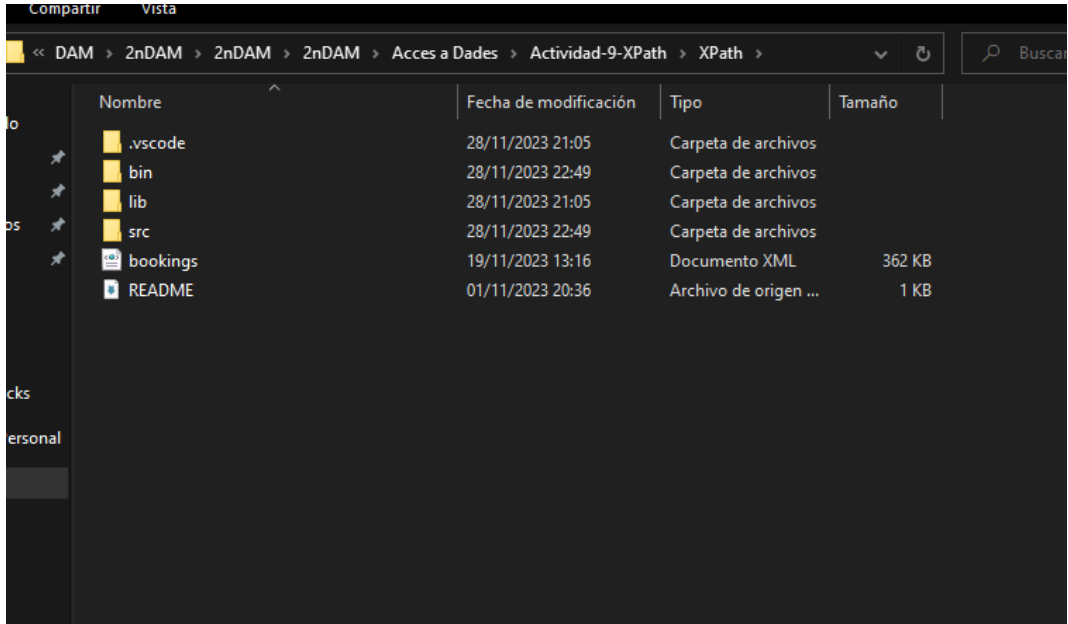 Compartir Vista
« DAM > 2nDAM > 2nDAM > 2nDAM > Acces a Dades > Actividad-9-XPath > XPath > Buscar
Nombre Fecha de modificación Tipo Tamaño
.vscode 28/11/2023 21:05 Carpeta de archivos
bin 28/11/2023 22:49 Carpeta de archivos
lib 28/11/2023 21:05 Carpeta de archivos
src 28/11/2023 22:49 Carpeta de archivos
bookings 19/11/2023 13:16 Documento XML 362 KB
README 01/11/2023 20:36 Archivo de origen ... 1 KB
cks
ersonal